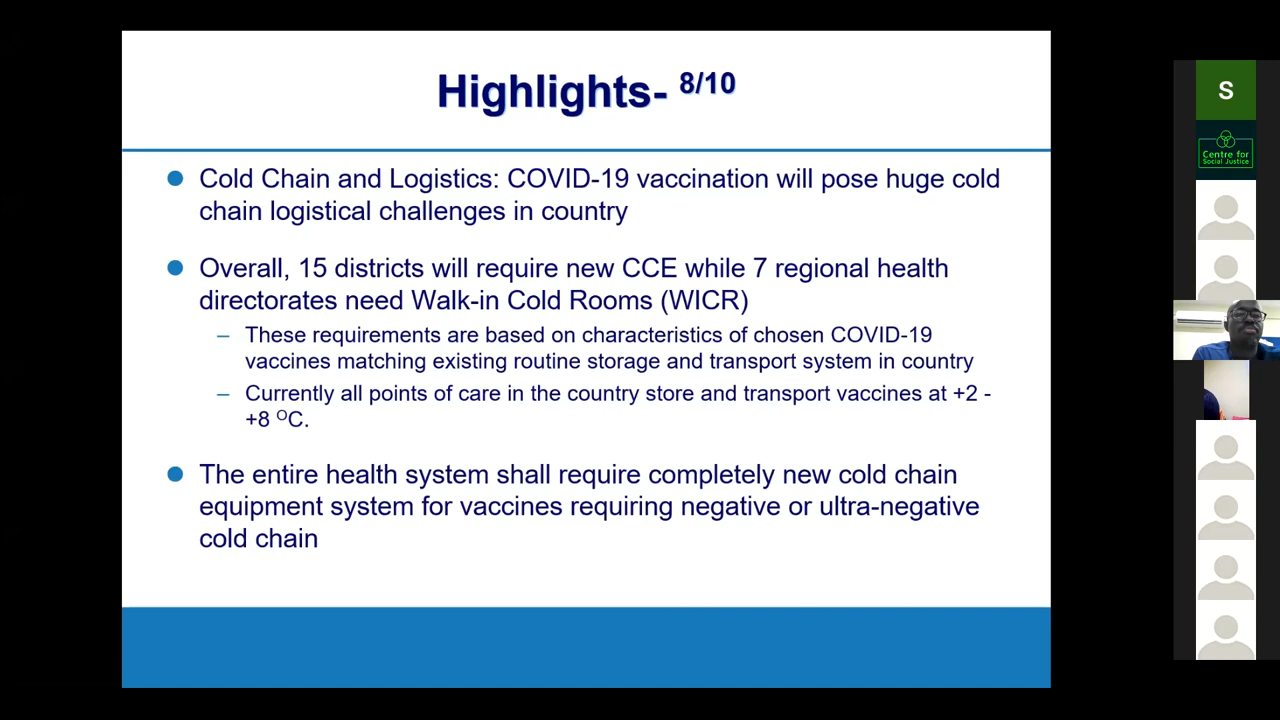 Highlights- 8/10
Cold Chain and Logistics: COVID-19 vaccination will pose huge cold
chain logistical challenges in country
Overall, 15 districts will require new CCE while 7 regional health
directorates need Walk-in Cold Rooms (WICR)
– These requirements are based on characteristics of chosen COVID-19
vaccines matching existing routine storage and transport system in country
– Currently all points of care in the country store and transport vaccines at +2 -
+8 ᴼC.
The entire health system shall require completely new cold chain
equipment system for vaccines requiring negative or ultra-negative
cold chain
S
Centre for
Social Justice